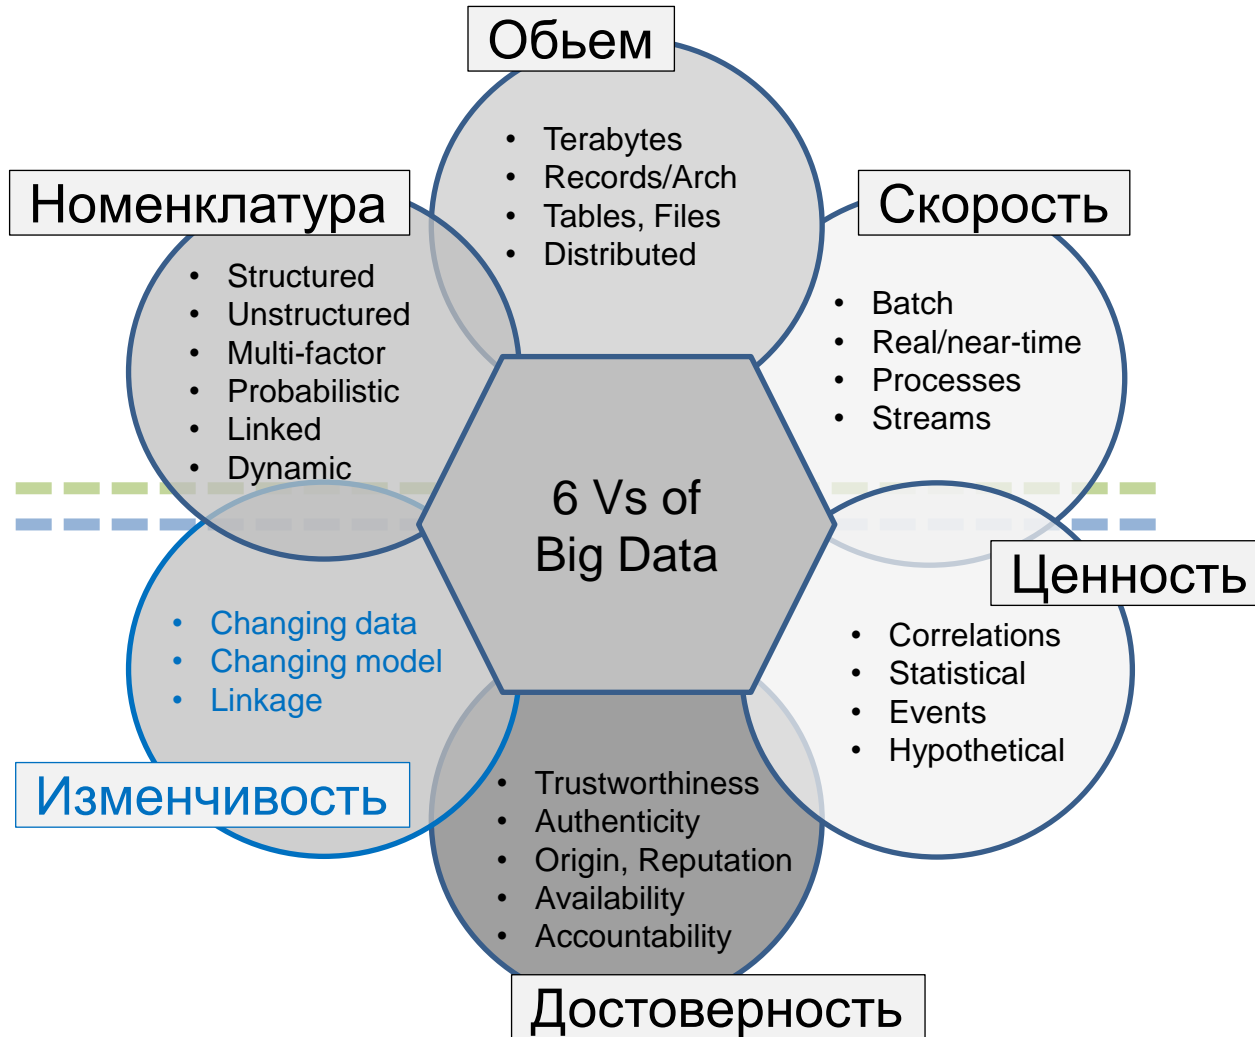 Обьем
• Terabytes
• Records/Arch
• Tables, Files
• Distributed
Номенклатура
• Structured
• Unstructured
• Multi-factor
• Probabilistic
• Linked
• Dynamic
Скорость
• Batch
• Real/near-time
• Processes
• Streams
6 Vs of
Big Data
Ценность
• Correlations
• Statistical
• Events
• Hypothetical
• Changing data
• Changing model
• Linkage
Изменчивость
• Trustworthiness
• Authenticity
• Origin, Reputation
• Availability
• Accountability
Достоверность